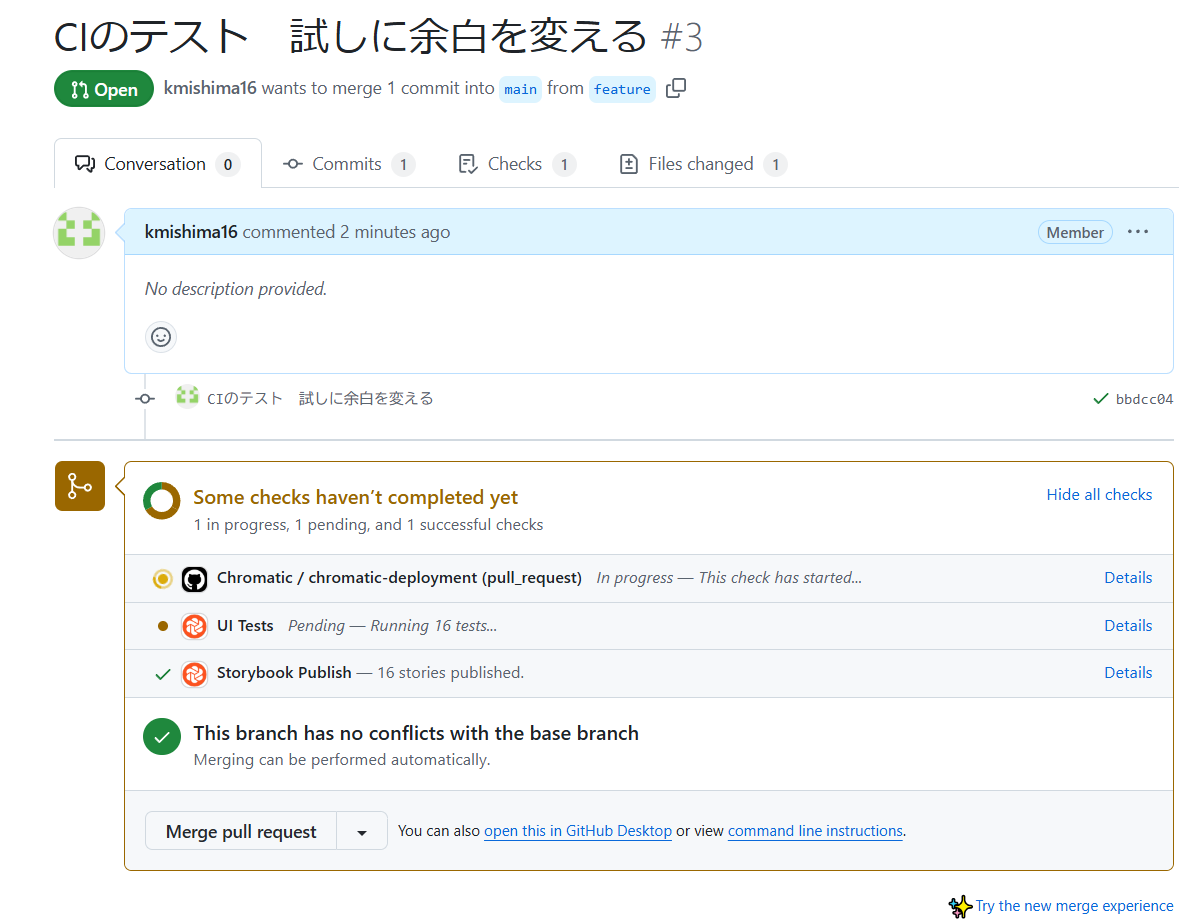 CIのテスト　試しに余白を変える #3
Open kmishima16 wants to merge 1 commit into main from feature
Conversation 0 Commits 1 Checks 1 Files changed 1
kmishima16 commented 2 minutes ago Member
No description provided.
CIのテスト　試しに余白を変える bbdcc04
Some checks haven't completed yet Hide all checks
1 in progress, 1 pending, and 1 successful checks
Chromatic / chromatic-deployment (pull_request) In progress — This check has started... Details
UI Tests Pending — Running 16 tests... Details
Storybook Publish — 16 stories published. Details
This branch has no conflicts with the base branch
Merging can be performed automatically.
Merge pull request You can also open this in GitHub Desktop or view command line instructions.
Try the new merge experience